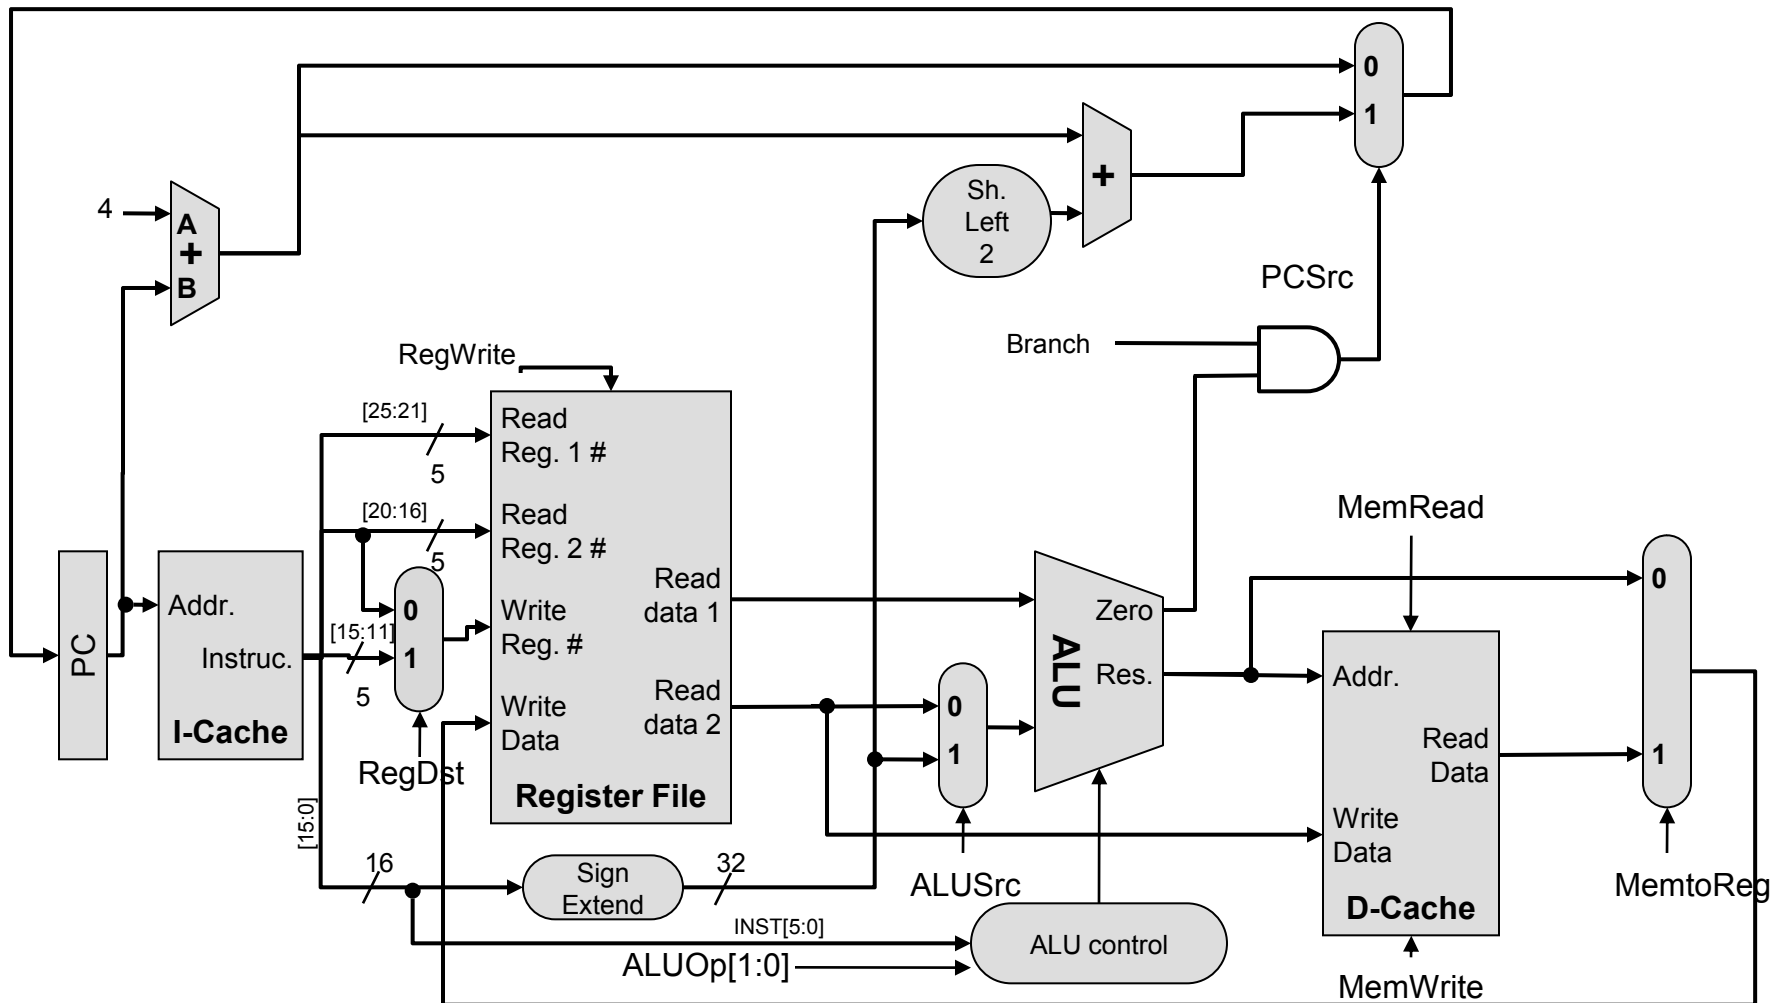 0
1
+
Sh.
Left
2
4
A
+
B
PCSrc
Branch
RegWrite
[25:21]
5
Read
Reg. 1 #
[20:16]
5
Read
Reg. 2 #
MemRead
Read
data 1
Zero
0
Addr.
0
Write
Reg. #
[15:11]
1
5
Instruc.
PC
I-Cache
RegDst
ALU
Res.
Addr.
Write
Data
Read
data 2
0
1
Read
Data
1
Register File
[15:0]
16
Sign
Extend
32
ALUSrc
Write
Data
D-Cache
MemtoReg
INST[5:0]
ALU control
ALUOp[1:0]
MemWrite